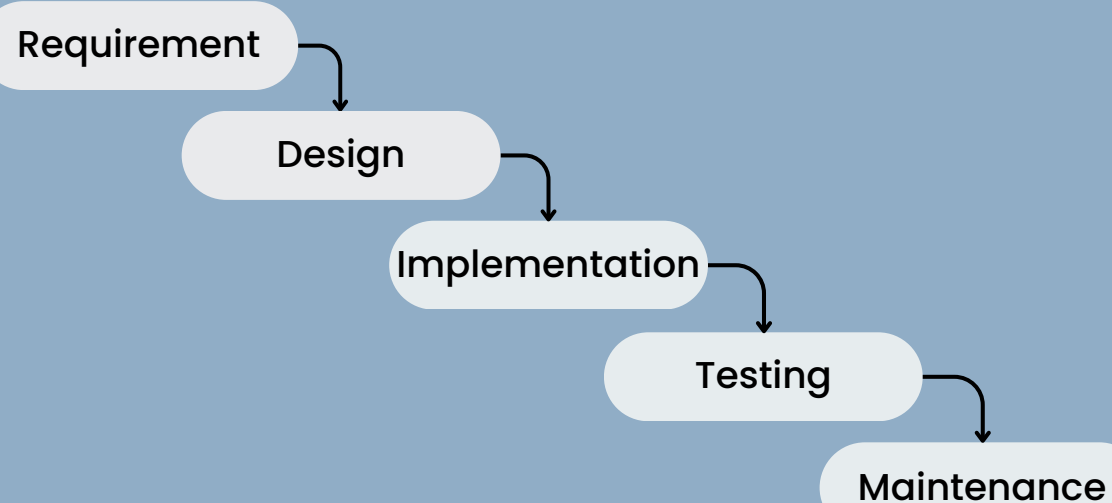 Requirement
Design
Implementation
Testing
Maintenance